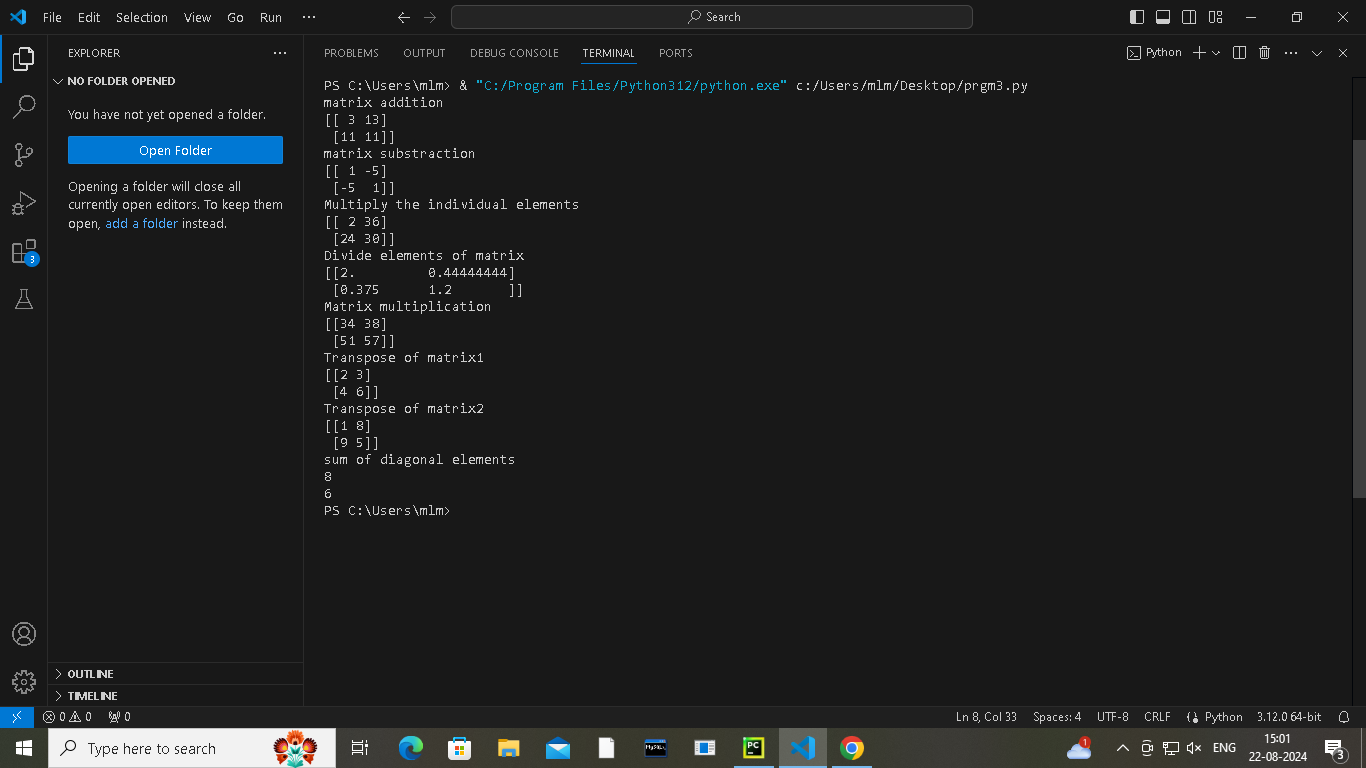 File Edit Selection View Go Run ···
Search
EXPLORER ···
NO FOLDER OPENED
You have not yet opened a folder.
Open Folder
Opening a folder will close all
currently open editors. To keep them
open, add a folder instead.
3
OUTLINE
TIMELINE
PROBLEMS OUTPUT DEBUG CONSOLE TERMINAL PORTS
Python
PS C:\Users\mlm> & "C:/Program Files/Python312/python.exe" c:/Users/mlm/Desktop/prgm3.py
matrix addition
[[ 3 13]
 [11 11]]
matrix substraction
[[ 1 -5]
 [-5  1]]
Multiply the individual elements
[[ 2 36]
 [24 30]]
Divide elements of matrix
[[2.         0.44444444]
 [0.375      1.2       ]]
Matrix multiplication
[[34 38]
 [51 57]]
Transpose of matrix1
[[2 3]
 [4 6]]
Transpose of matrix2
[[1 8]
 [9 5]]
sum of diagonal elements
8
6
PS C:\Users\mlm>
0 0 0 Ln 8, Col 33 Spaces: 4 UTF-8 CRLF Python 3.12.0 64-bit
Type here to search
MySQL
PC
1
ENG
15:01
22-08-2024
3